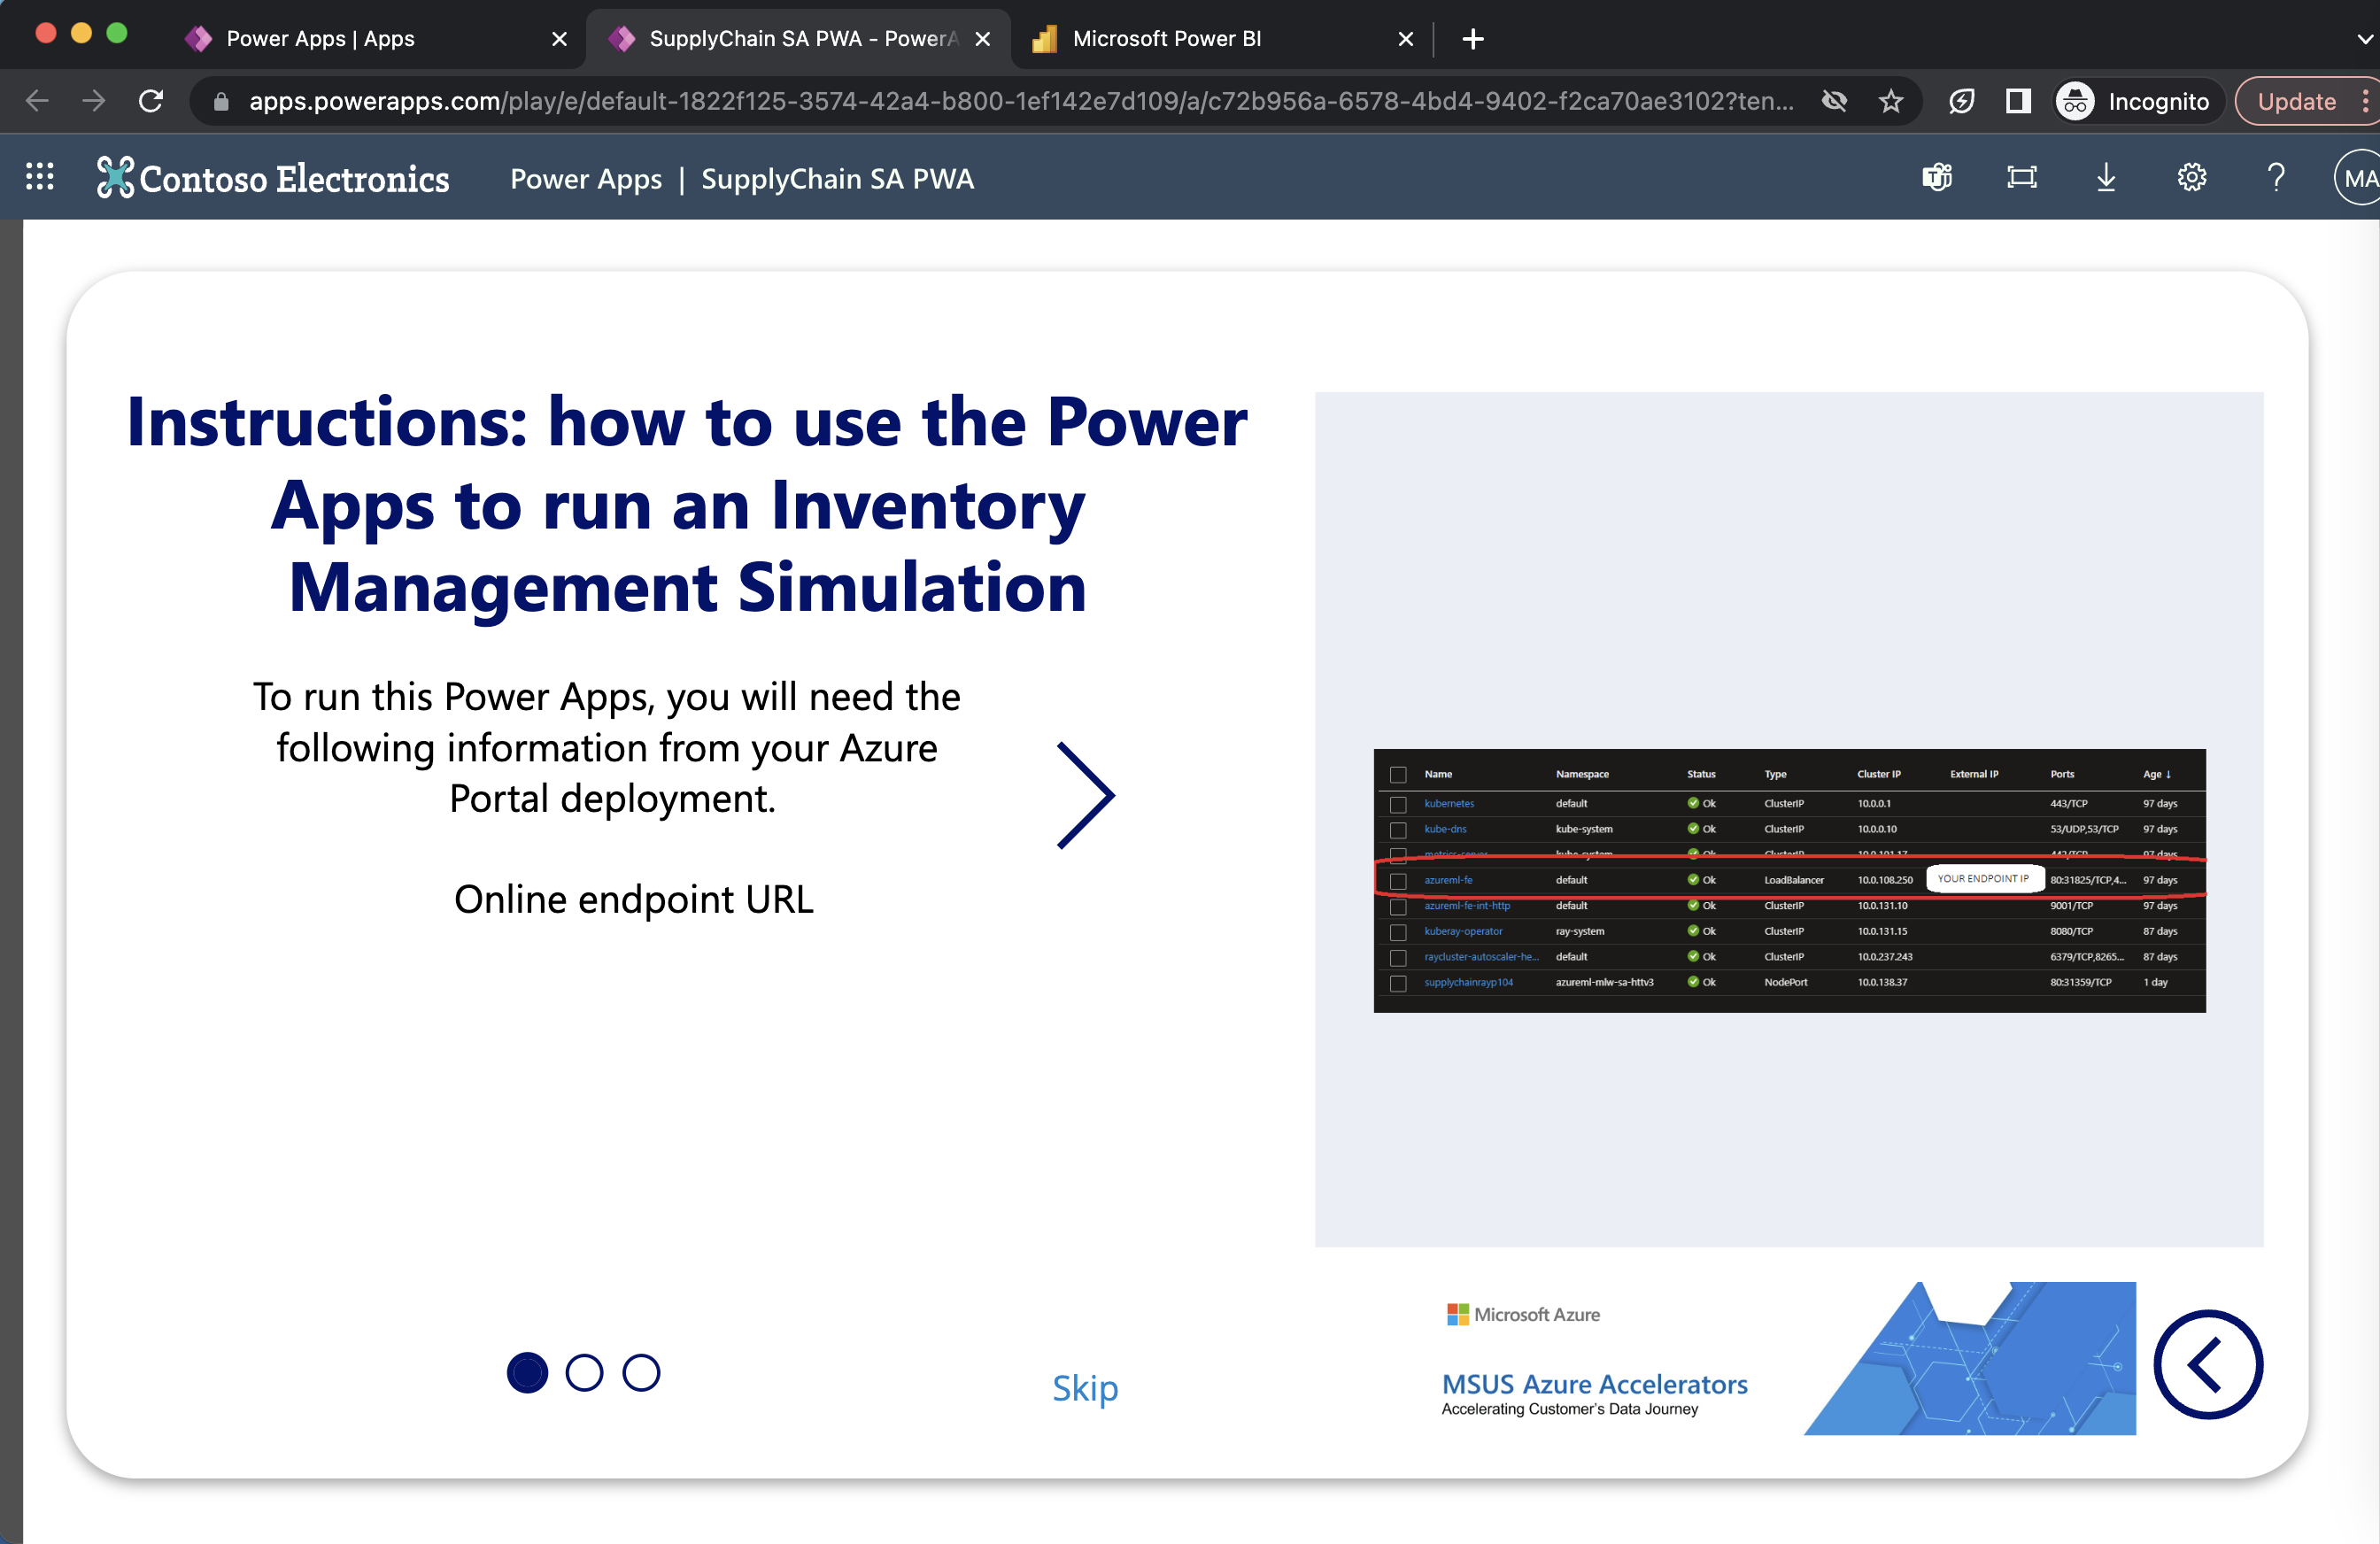 Power Apps | Apps
SupplyChain SA PWA - PowerA
Microsoft Power BI
apps.powerapps.com/play/e/default-1822f125-3574-42a4-b800-1ef142e7d109/a/c72b956a-6578-4bd4-9402-f2ca70ae3102?ten...
Incognito
Update
Contoso Electronics
Power Apps | SupplyChain SA PWA
MA
Instructions: how to use the Power
Apps to run an Inventory
Management Simulation
To run this Power Apps, you will need the
following information from your Azure
Portal deployment.
Online endpoint URL
Name Namespace Status Type Cluster IP External IP Ports Age ↓
kubernetes default Ok ClusterIP 10.0.0.1 443/TCP 97 days
kube-dns kube-system Ok ClusterIP 10.0.0.10 53/UDP,53/TCP 97 days
metrics-server kube-system Ok ClusterIP 10.0.101.17 443/TCP 97 days
azureml-fe default Ok LoadBalancer 10.0.108.250 YOUR ENDPOINT IP 80:31825/TCP,4... 97 days
azureml-fe-int-http default Ok ClusterIP 10.0.131.10 9001/TCP 97 days
kuberay-operator ray-system Ok ClusterIP 10.0.131.15 8080/TCP 87 days
raycluster-autoscaler-he... default Ok ClusterIP 10.0.237.243 6379/TCP,8265... 87 days
supplychainrayp104 azureml-mlw-sa-httv3 Ok NodePort 10.0.138.37 80:31359/TCP 1 day
Skip
Microsoft Azure
MSUS Azure Accelerators
Accelerating Customer's Data Journey